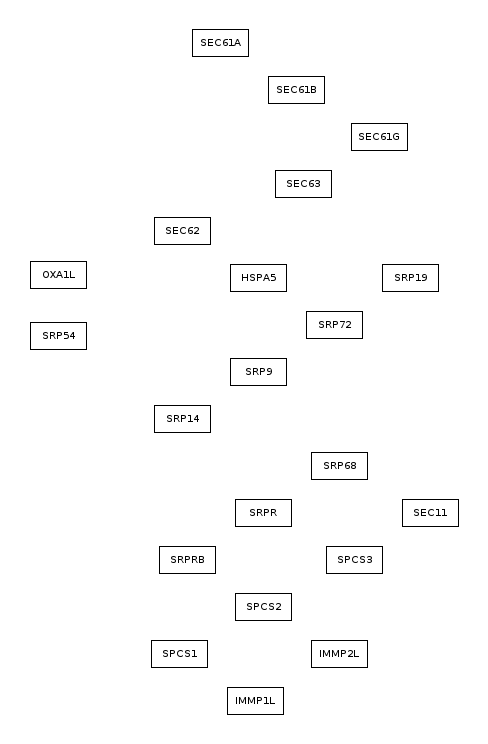 SEC61A
SEC61B
SEC61G
SEC63
SEC62
OXA1L
HSPA5
SRP19
SRP72
SRP54
SRP9
SRP14
SRP68
SRPR
SEC11
SRPRB
SPCS3
SPCS2
SPCS1
IMMP2L
IMMP1L